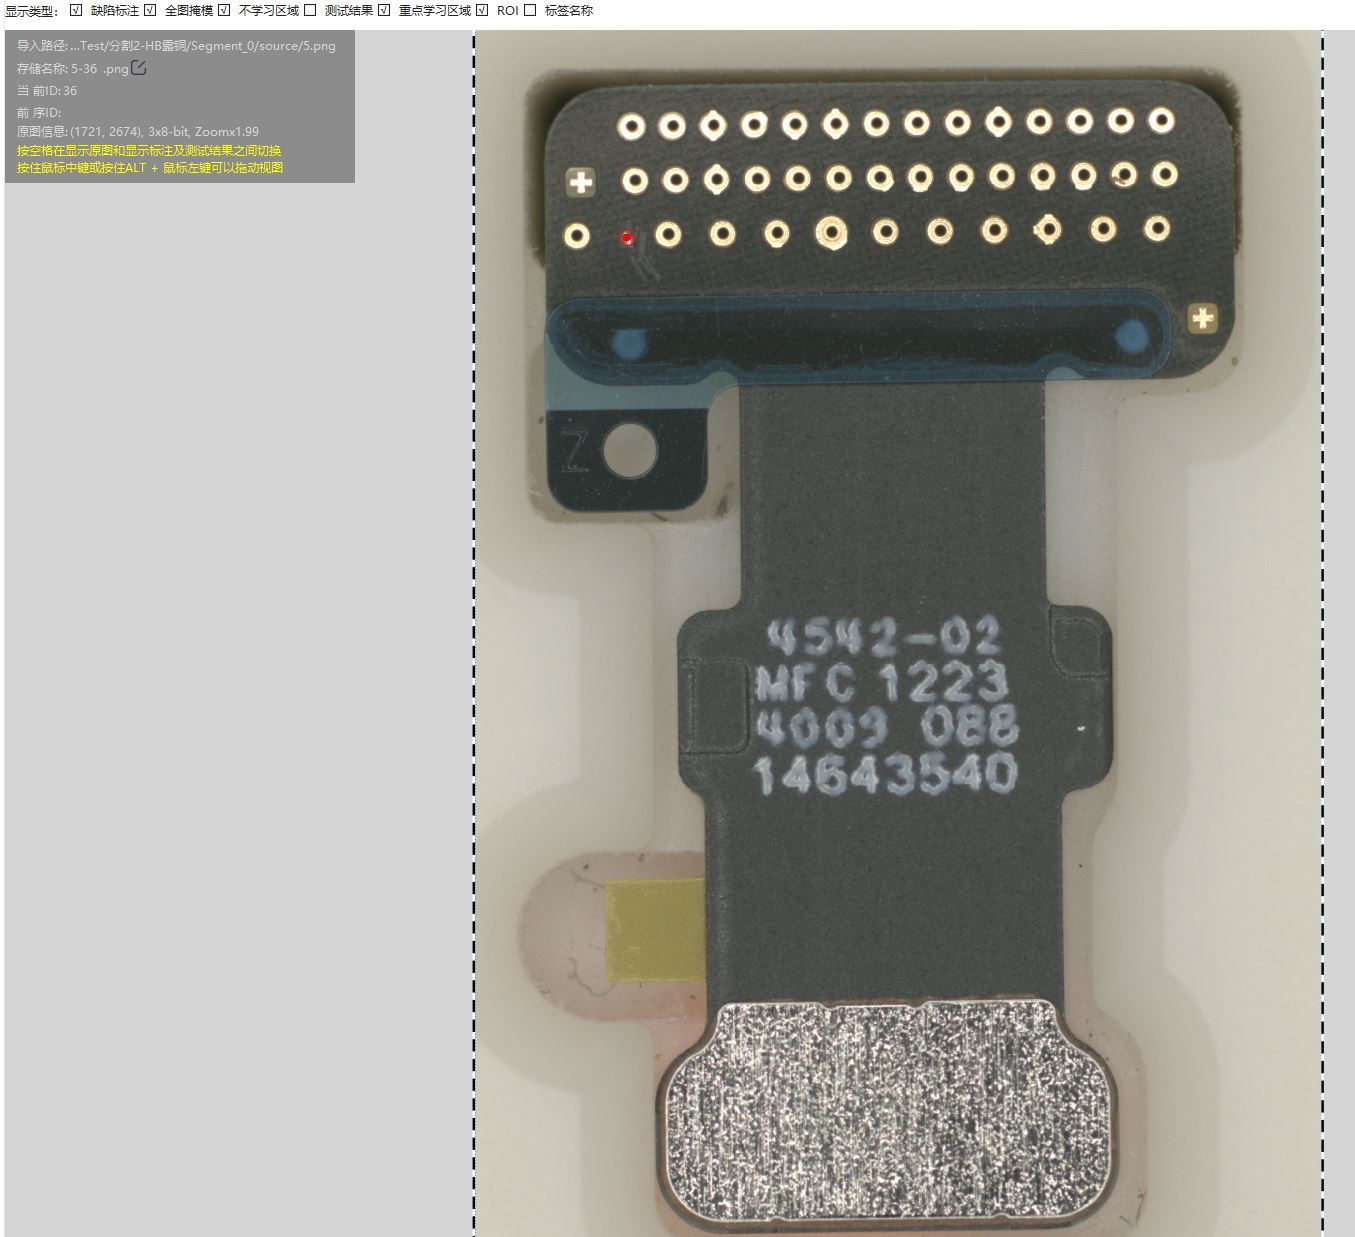 显示类型: √ 缺陷标注 √ 全图掩模 √ 不学习区域 测试结果 √ 重点学习区域 √ ROI 标签名称
导入路径: ...Test/分割2-HB露铜/Segment_0/source/5.png
存储名称: 5-36 .png
当 前ID: 36
前 序ID:
原图信息: (1721, 2674), 3x8-bit, Zoomx1.99
按空格在显示原图和显示标注及测试结果之间切换
按住鼠标中键或按住ALT + 鼠标左键可以拖动视图
Z
4542-02
MFC 1223
4009 088
14643540